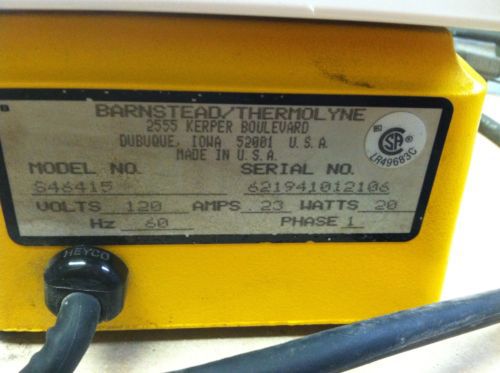 BARNSTEAD/THERMOLYNE
2555 KERPER BOULEVARD
DUBUQUE, IOWA 52001 U.S.A.
MADE IN U.S.A.
MODEL NO. SERIAL NO.
S46415 621941012106
VOLTS 120 AMPS .23 WATTS 20
Hz 60 PHASE 1
CSA
LR49683C
HEYCO